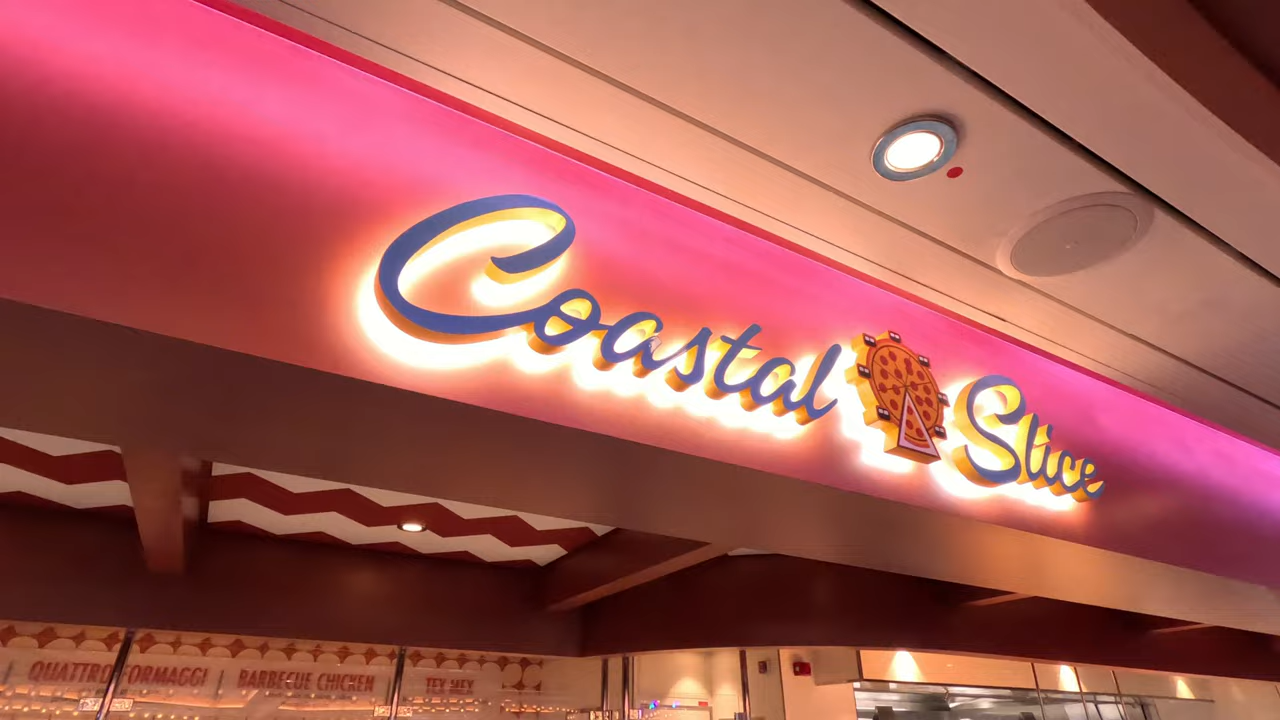 Coastal Slice
QUATTRO FORMAGGI
BARBECUE CHICKEN
TEX MEX